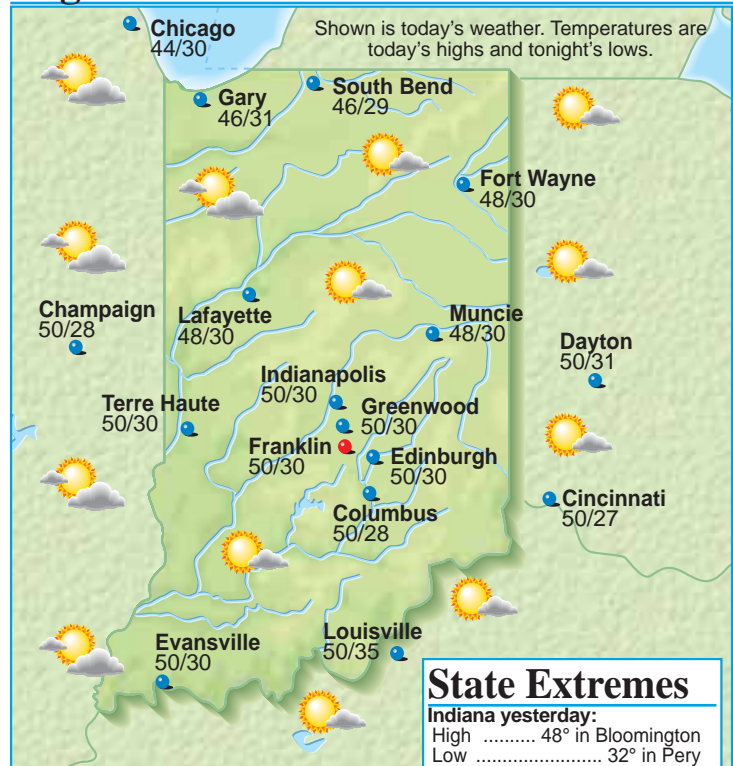 Shown is today's weather. Temperatures are
today's highs and tonight's lows.
Chicago
44/30
South Bend
46/29
Gary
46/31
Fort Wayne
48/30
Champaign
50/28
Lafayette
48/30
Muncie
48/30
Dayton
50/31
Indianapolis
50/30
Terre Haute
50/30
Greenwood
50/30
Franklin
50/30
Edinburgh
50/30
Columbus
50/28
Cincinnati
50/27
Evansville
50/30
Louisville
50/35
State Extremes
Indiana yesterday:
High .......... 48° in Bloomington
Low ....................... 32° in Pery